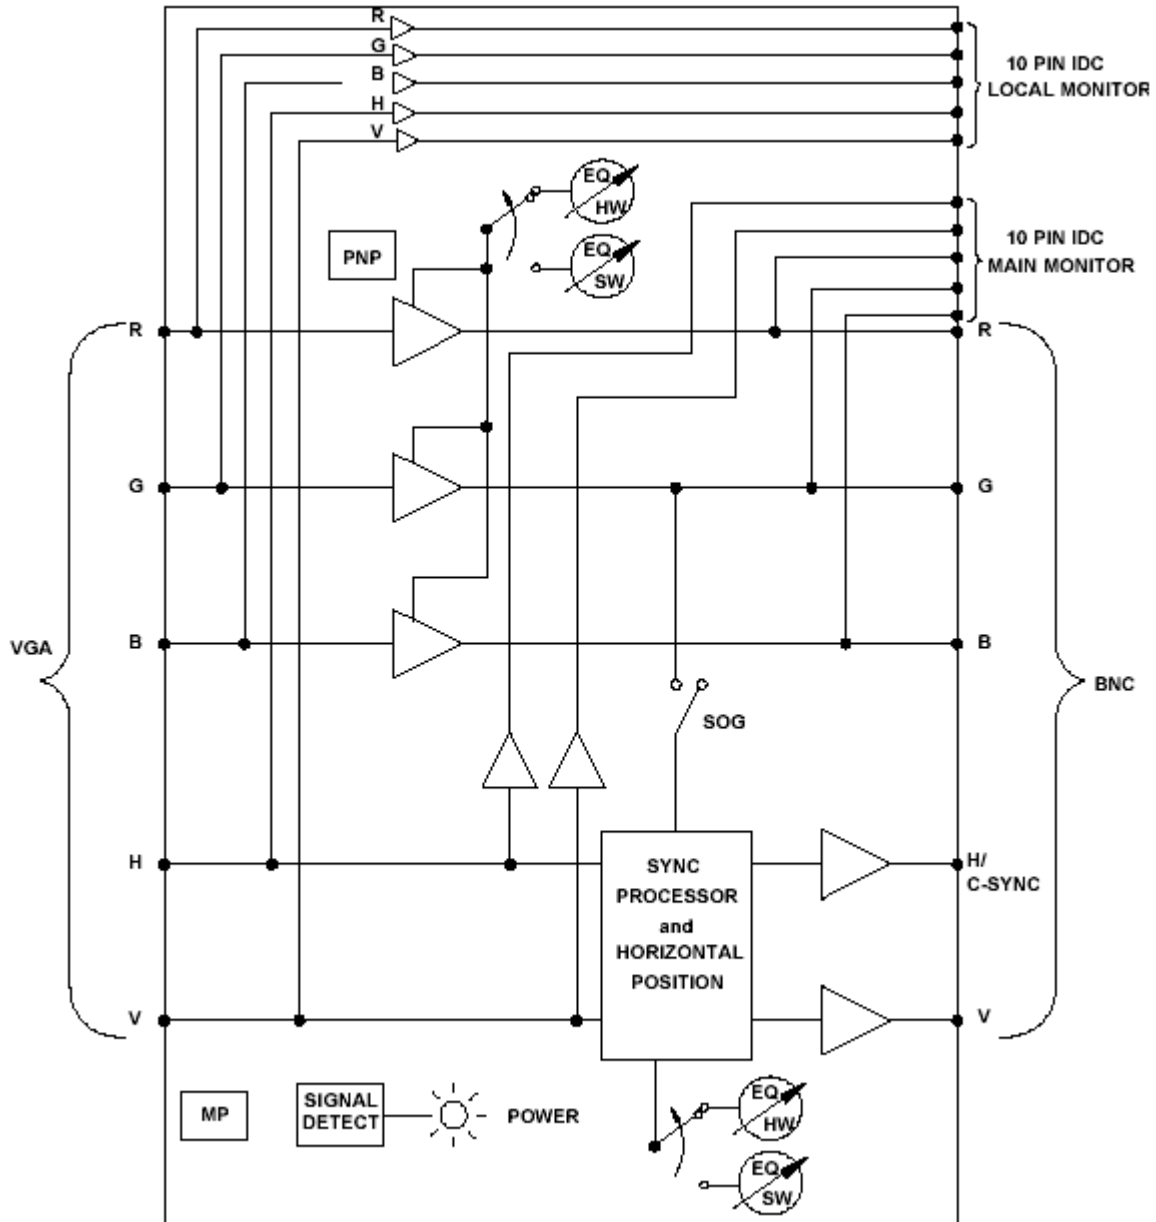 R
G
B
H
V
10 PIN IDC
LOCAL MONITOR
EQ
HW
EQ
SW
PNP
10 PIN IDC
MAIN MONITOR
R
R
G
G
VGA
B
B
BNC
SOG
H
SYNC
PROCESSOR
and
HORIZONTAL
POSITION
H/
C-SYNC
V
V
MP
SIGNAL
DETECT
POWER
EQ
HW
EQ
SW